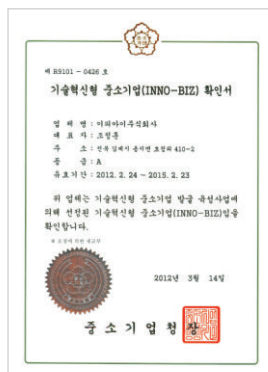 제 R9101 - 0426 호
기술혁신형 중소기업(INNO-BIZ) 확인서
업 체 명 : 이피아이주식회사
대 표 자 : 조정훈
주 소 : 전북 김제시 용지면 효정리 410-2
등 급 : A
유효기간 : 2012. 2. 24 ~ 2015. 2. 23
위 업체는 기술혁신형 중소기업 발굴 육성사업에
의해 선정된 기술혁신형 중소기업(INNO-BIZ)임을
확인합니다.
2012년 3월 14일
중 소 기 업 청 장